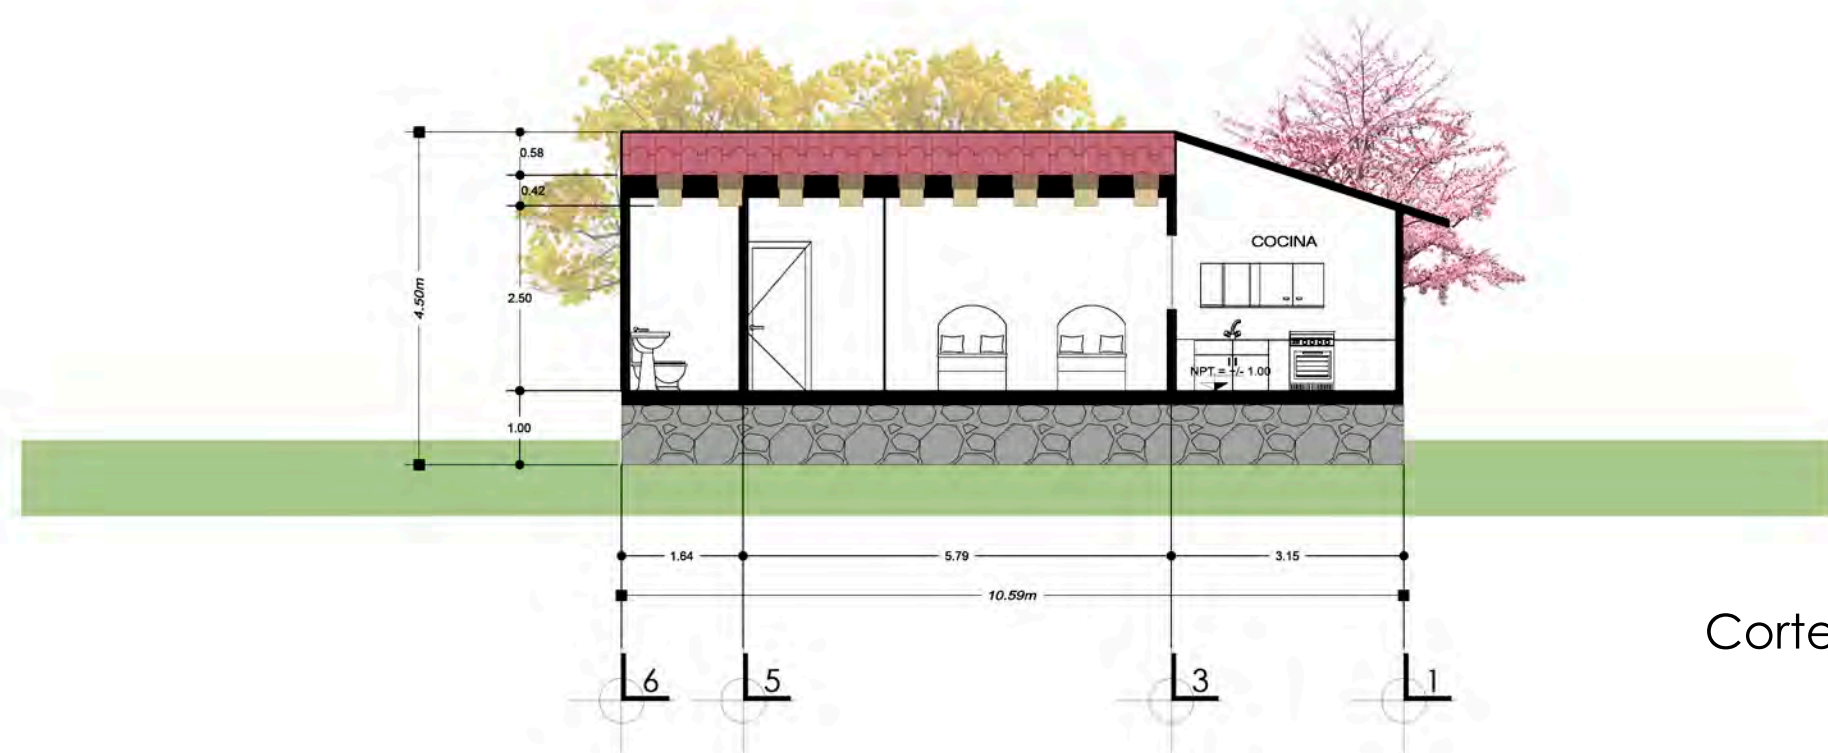 0.58
0.42
COCINA
4.50m
2.50
NPT = +/- 1.00
1.00
1.64 5.79 3.15
10.59m
Corte
6 5 3 1